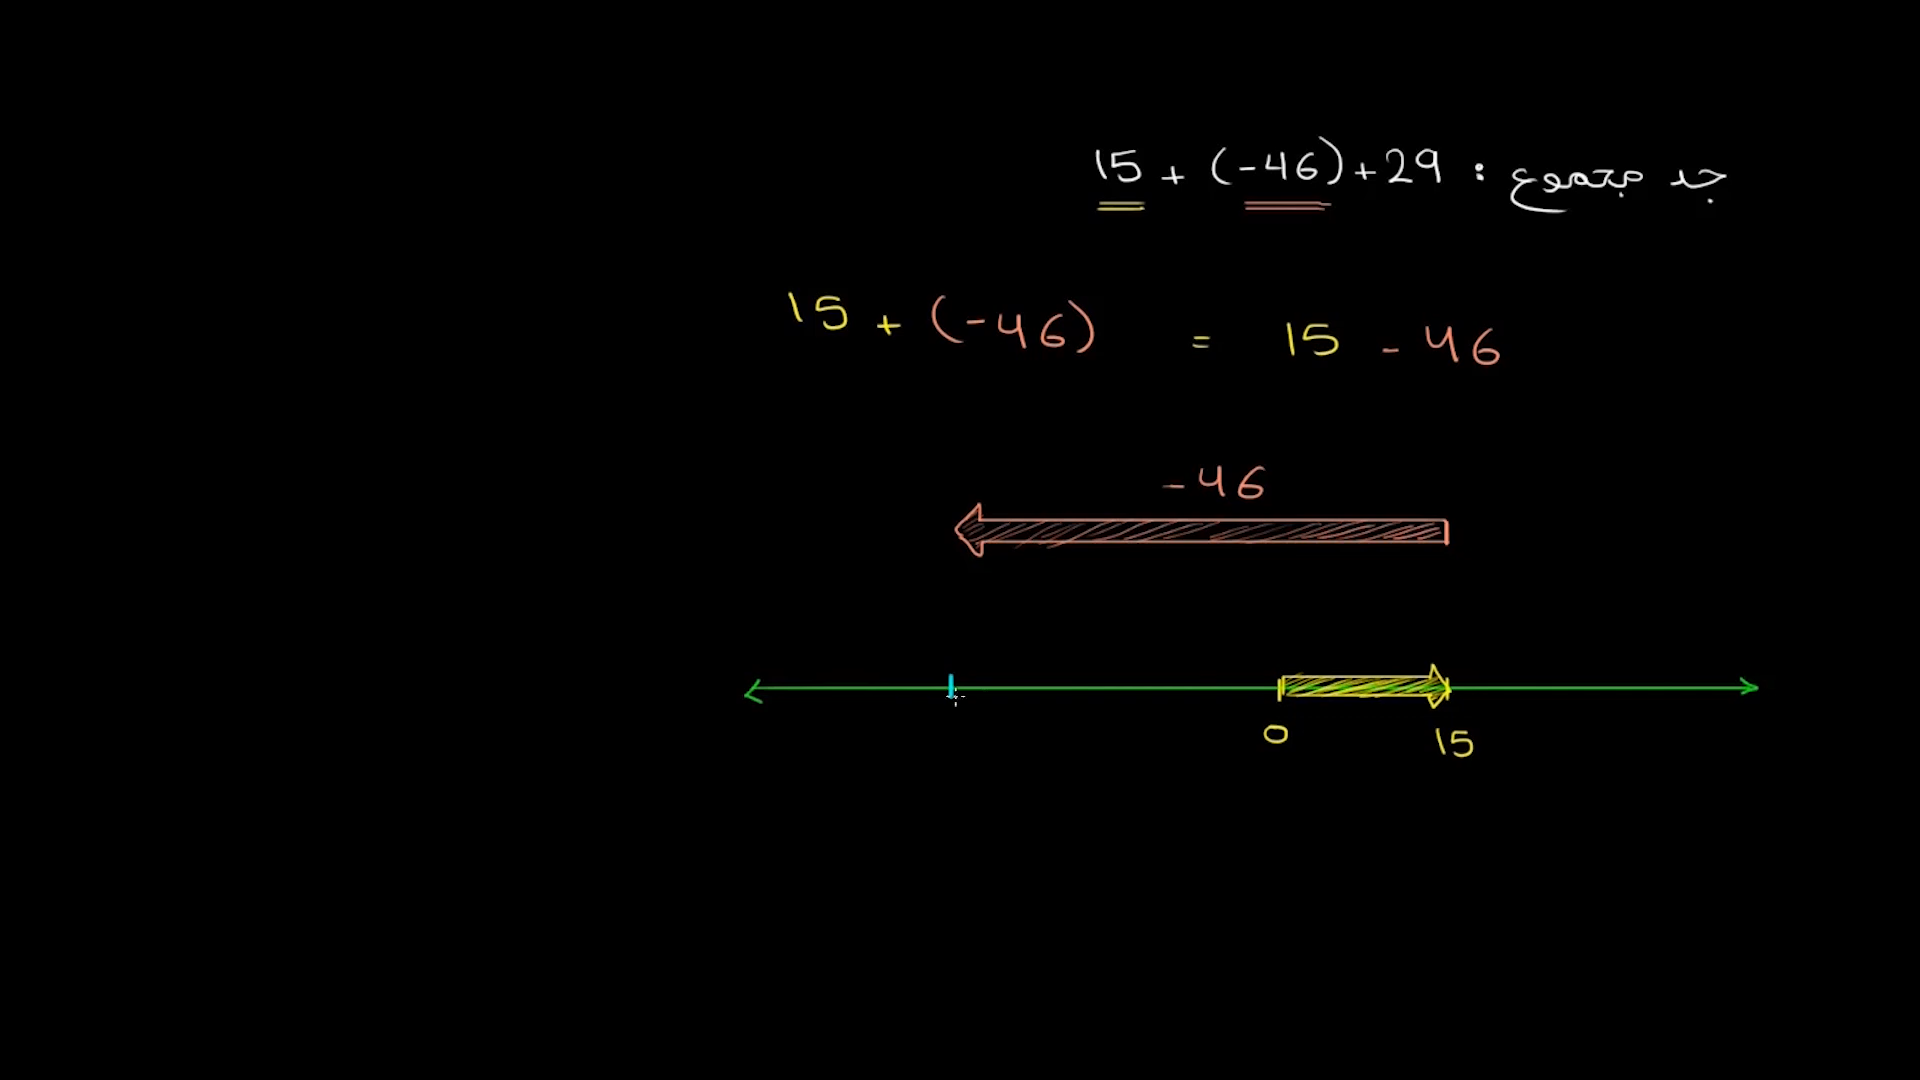 جد مجموع : 15 + (-46) + 29
15 + (-46) = 15 - 46
-46
0 15